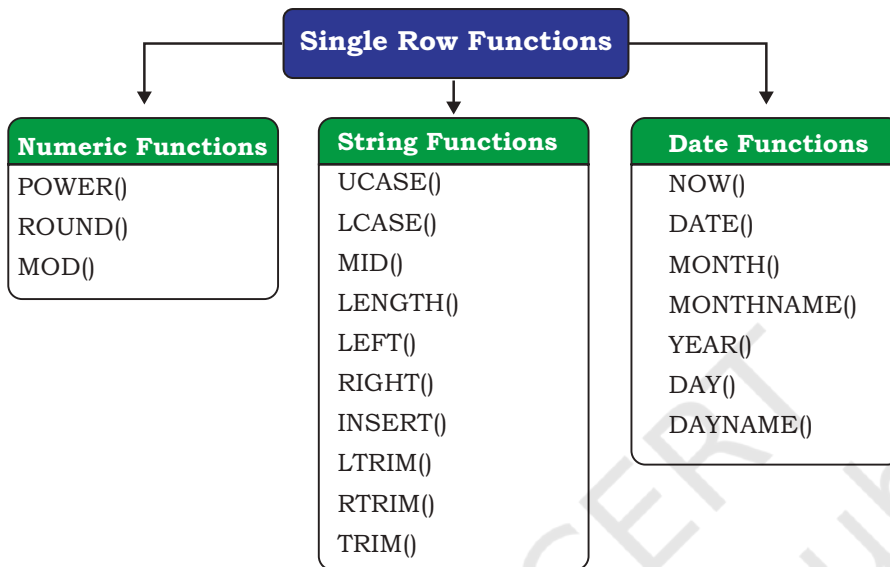 Single Row Functions
Numeric Functions
POWER()
ROUND()
MOD()
String Functions
UCASE()
LCASE()
MID()
LENGTH()
LEFT()
RIGHT()
INSERT()
LTRIM()
RTRIM()
TRIM()
Date Functions
NOW()
DATE()
MONTH()
MONTHNAME()
YEAR()
DAY()
DAYNAME()